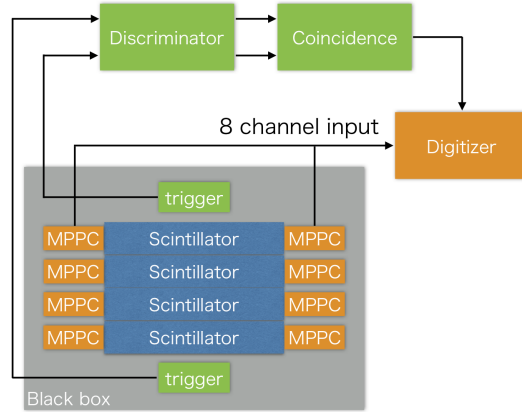 Discriminator
Coincidence
8 channel input
Digitizer
trigger
MPPC Scintillator MPPC
MPPC Scintillator MPPC
MPPC Scintillator MPPC
MPPC Scintillator MPPC
trigger
Black box